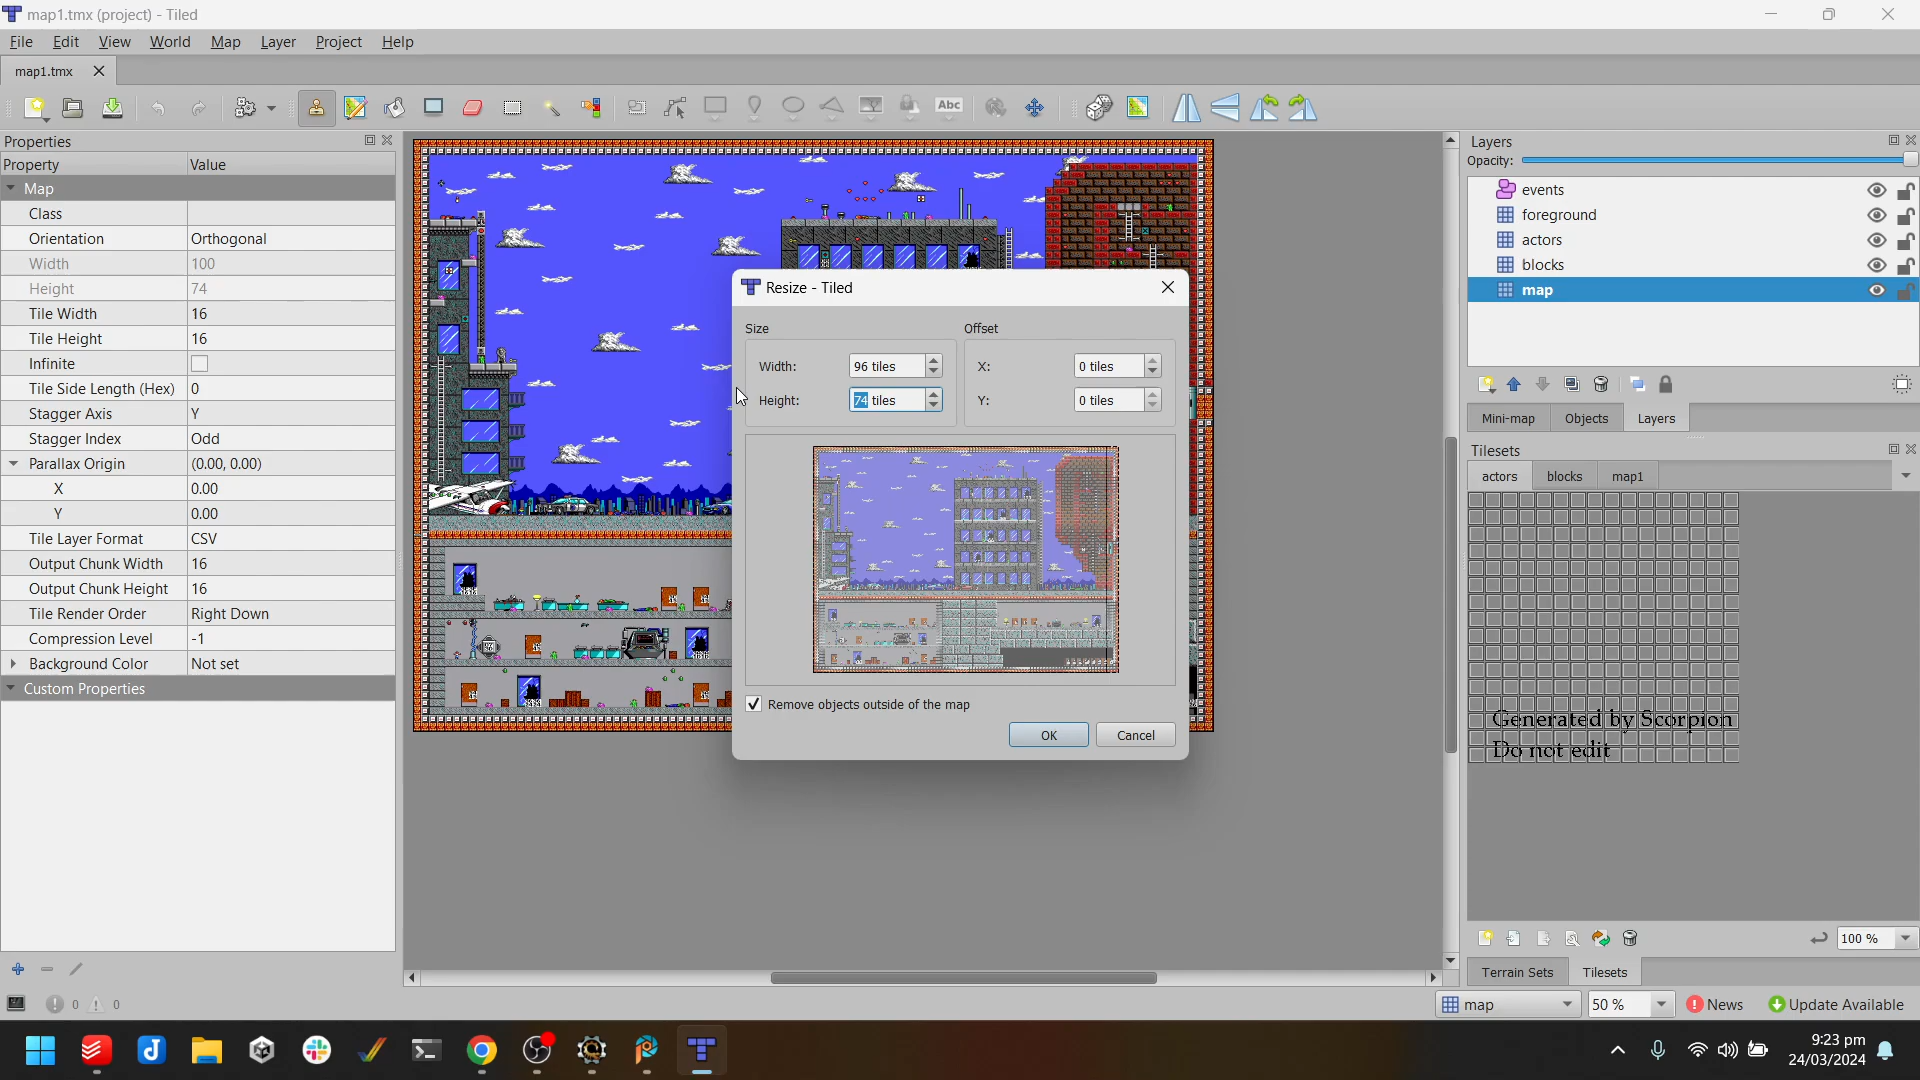 map1.tmx (project) - Tiled
File Edit View World Map Layer Project Help
map1.tmx
Abc
Properties
Property Value
Map
Class
Orientation Orthogonal
Width 100
Height 74
Tile Width 16
Tile Height 16
Infinite
Tile Side Length (Hex) 0
Stagger Axis Y
Stagger Index Odd
Parallax Origin (0.00, 0.00)
X 0.00
Y 0.00
Tile Layer Format CSV
Output Chunk Width 16
Output Chunk Height 16
Tile Render Order Right Down
Compression Level -1
Background Color Not set
Custom Properties
0 0
Resize - Tiled
Size Offset
Width: 96 tiles X: 0 tiles
Height: 74 tiles Y: 0 tiles
Remove objects outside of the map
OK Cancel
Layers
Opacity:
events
foreground
actors
blocks
map
Mini-map Objects Layers
Tilesets
actors blocks map1
Generated by Scorpion
Do not edit
100 %
Terrain Sets Tilesets
map 50 % News Update Available
9:23 pm
24/03/2024